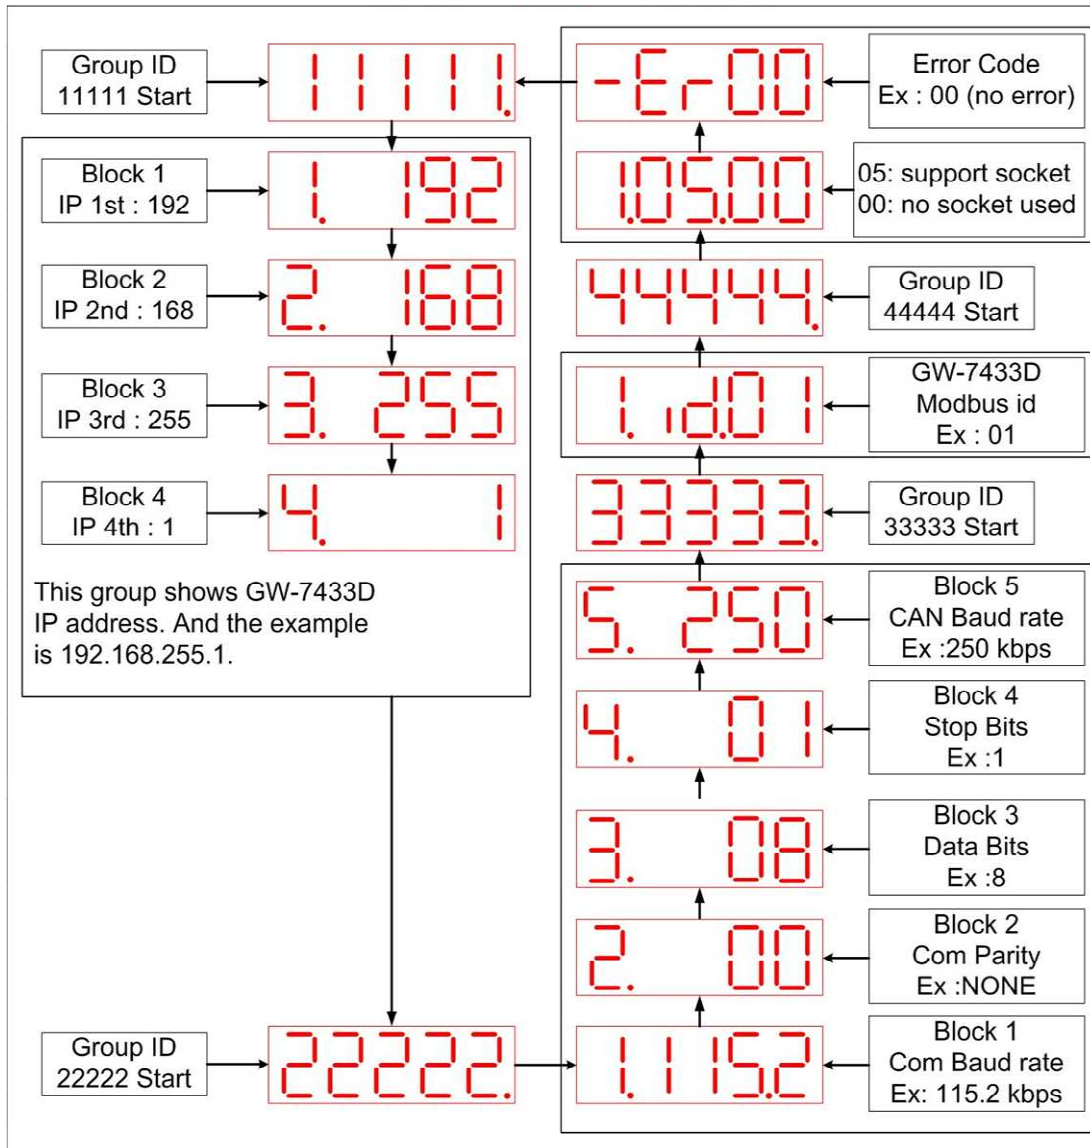 Group ID
11111 Start
11111.
Block 1
IP 1st : 192
1. 192
Block 2
IP 2nd : 168
2. 168
Block 3
IP 3rd : 255
3. 255
Block 4
IP 4th : 1
4. 1
This group shows GW-7433D
IP address. And the example
is 192.168.255.1.
Group ID
22222 Start
22222.
1.115.2
Block 1
Com Baud rate
Ex: 115.2 kbps
2. 00
Block 2
Com Parity
Ex :NONE
3. 08
Block 3
Data Bits
Ex :8
4. 01
Block 4
Stop Bits
Ex :1
5. 250
Block 5
CAN Baud rate
Ex :250 kbps
33333.
Group ID
33333 Start
1.id.01
GW-7433D
Modbus id
Ex : 01
44444.
Group ID
44444 Start
1.05.00
05: support socket
00: no socket used
-Er00
Error Code
Ex : 00 (no error)